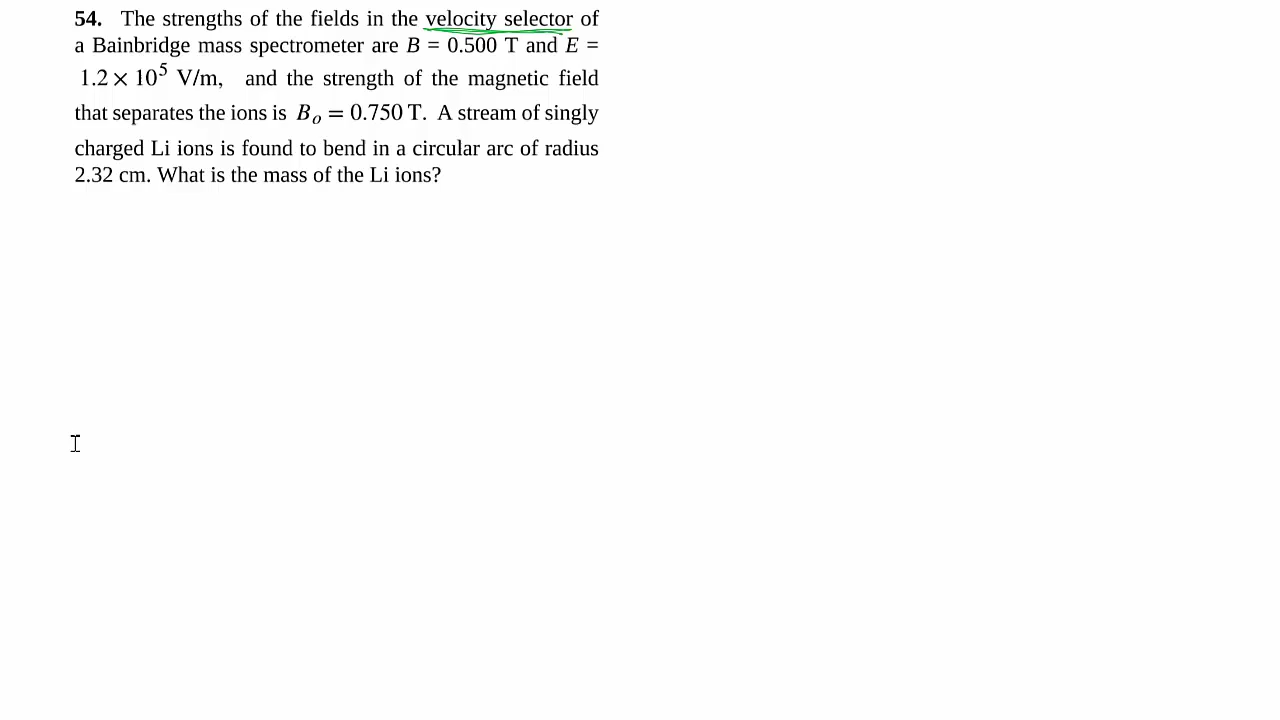 54. The strengths of the fields in the velocity selector of
a Bainbridge mass spectrometer are B = 0.500 T and E =
1.2 × 10⁵ V/m, and the strength of the magnetic field
that separates the ions is Bₒ = 0.750 T. A stream of singly
charged Li ions is found to bend in a circular arc of radius
2.32 cm. What is the mass of the Li ions?